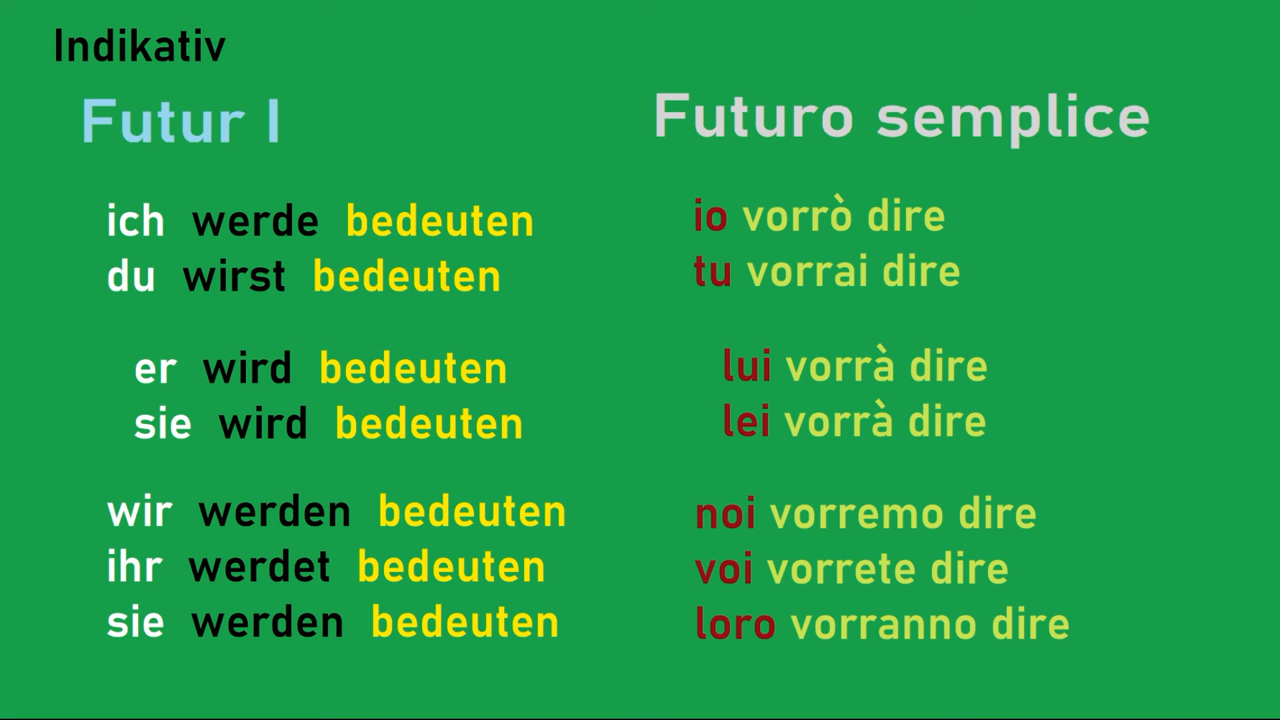 Indikativ
Futur I
ich werde bedeuten
du wirst bedeuten
er wird bedeuten
sie wird bedeuten
wir werden bedeuten
ihr werdet bedeuten
sie werden bedeuten
Futuro semplice
io vorrò dire
tu vorrai dire
lui vorrà dire
lei vorrà dire
noi vorremo dire
voi vorrete dire
loro vorranno dire